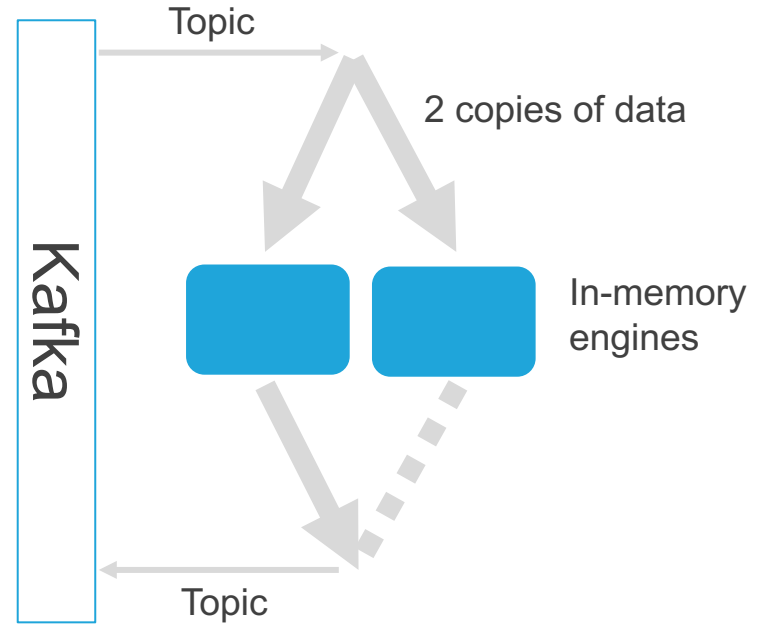 Topic
2 copies of data
Kafka
In-memory
engines
Topic